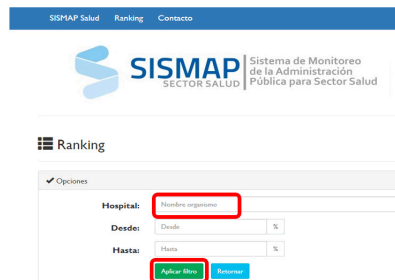 SISMAP Salud Ranking Contacto
SISMAP
SECTOR SALUD
Sistema de Monitoreo
de la Administración
Pública para Sector Salud
Ranking
Opciones
Hospital: Nombre organismo
Desde: Desde %
Hasta: Hasta %
Aplicar filtro Retornar